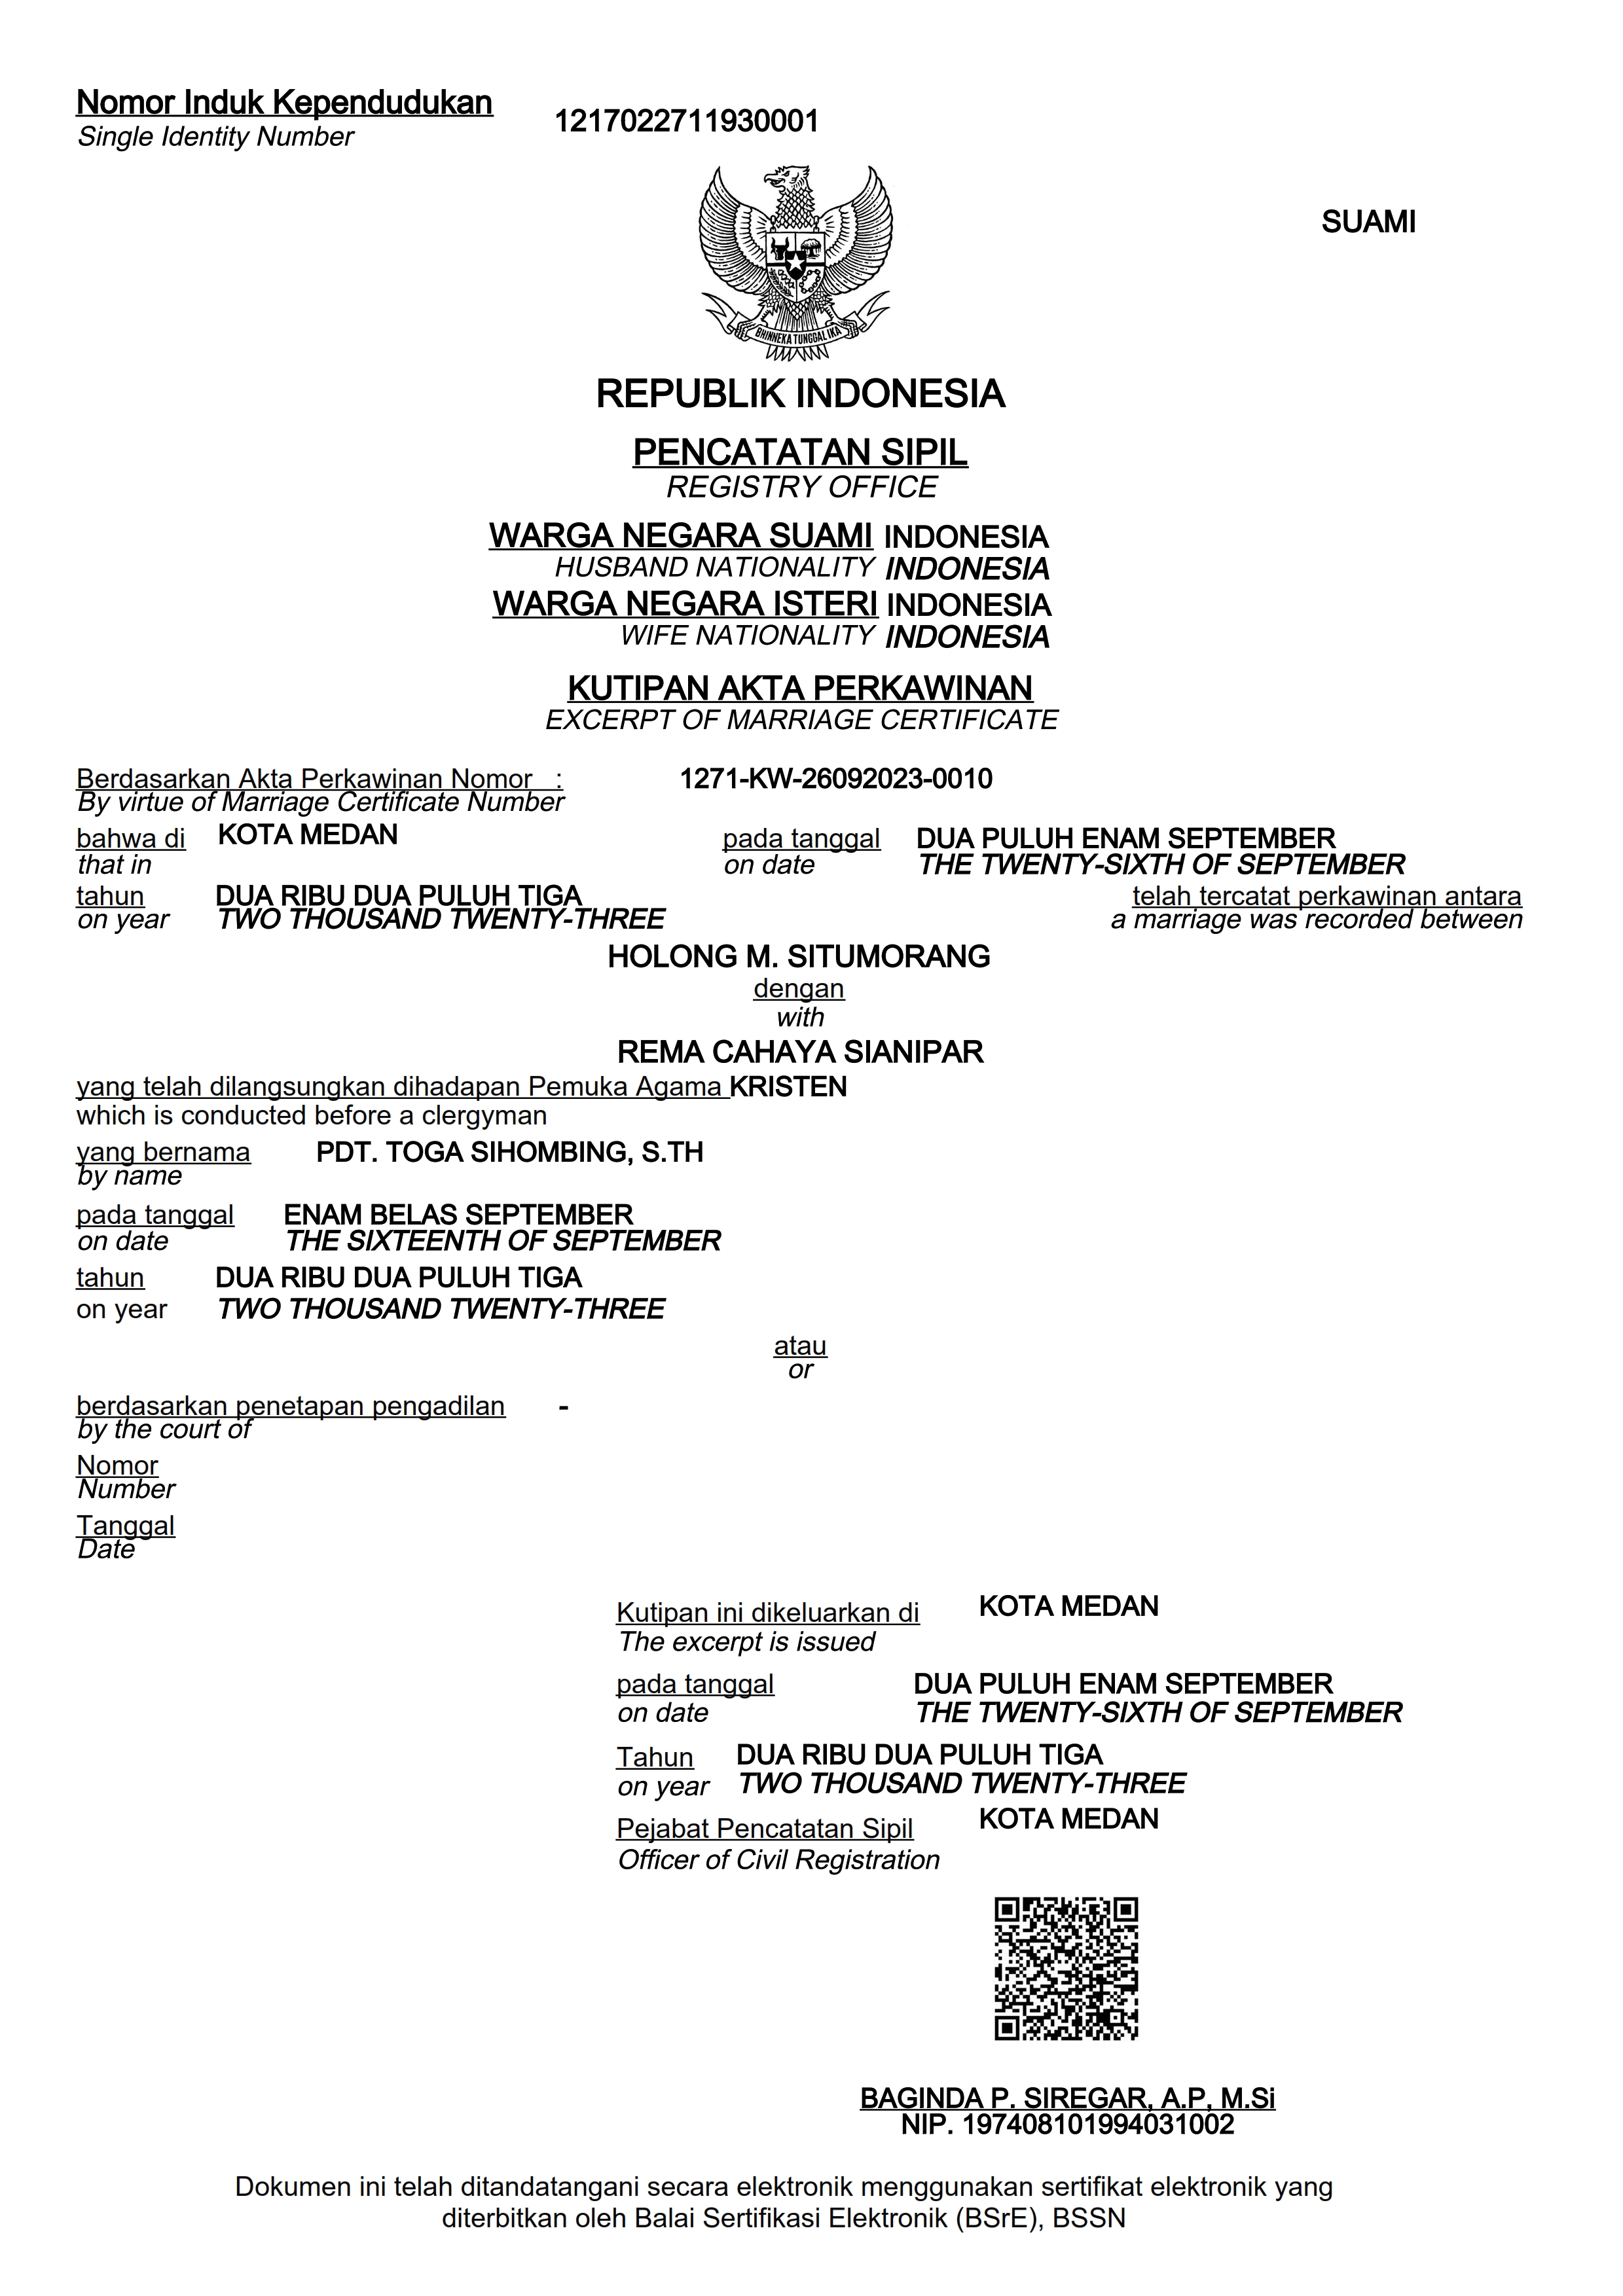 Nomor Induk Kependudukan 1217022711930001
Single Identity Number
SUAMI
BHINNEKA TUNGGAL IKA
REPUBLIK INDONESIA
PENCATATAN SIPIL
REGISTRY OFFICE
WARGA NEGARA SUAMI INDONESIA
HUSBAND NATIONALITY INDONESIA
WARGA NEGARA ISTERI INDONESIA
WIFE NATIONALITY INDONESIA
KUTIPAN AKTA PERKAWINAN
EXCERPT OF MARRIAGE CERTIFICATE
Berdasarkan Akta Perkawinan Nomor : 1271-KW-26092023-0010
By virtue of Marriage Certificate Number
bahwa di KOTA MEDAN pada tanggal DUA PULUH ENAM SEPTEMBER
that in on date THE TWENTY-SIXTH OF SEPTEMBER
tahun DUA RIBU DUA PULUH TIGA telah tercatat perkawinan antara
on year TWO THOUSAND TWENTY-THREE a marriage was recorded between
HOLONG M. SITUMORANG
dengan
with
REMA CAHAYA SIANIPAR
yang telah dilangsungkan dihadapan Pemuka Agama KRISTEN
which is conducted before a clergyman
yang bernama PDT. TOGA SIHOMBING, S.TH
by name
pada tanggal ENAM BELAS SEPTEMBER
on date THE SIXTEENTH OF SEPTEMBER
tahun DUA RIBU DUA PULUH TIGA
on year TWO THOUSAND TWENTY-THREE
atau
or
berdasarkan penetapan pengadilan -
by the court of
Nomor
Number
Tanggal
Date
Kutipan ini dikeluarkan di KOTA MEDAN
The excerpt is issued
pada tanggal DUA PULUH ENAM SEPTEMBER
on date THE TWENTY-SIXTH OF SEPTEMBER
Tahun DUA RIBU DUA PULUH TIGA
on year TWO THOUSAND TWENTY-THREE
Pejabat Pencatatan Sipil KOTA MEDAN
Officer of Civil Registration
BAGINDA P. SIREGAR, A.P, M.Si
NIP. 197408101994031002
Dokumen ini telah ditandatangani secara elektronik menggunakan sertifikat elektronik yang
diterbitkan oleh Balai Sertifikasi Elektronik (BSrE), BSSN